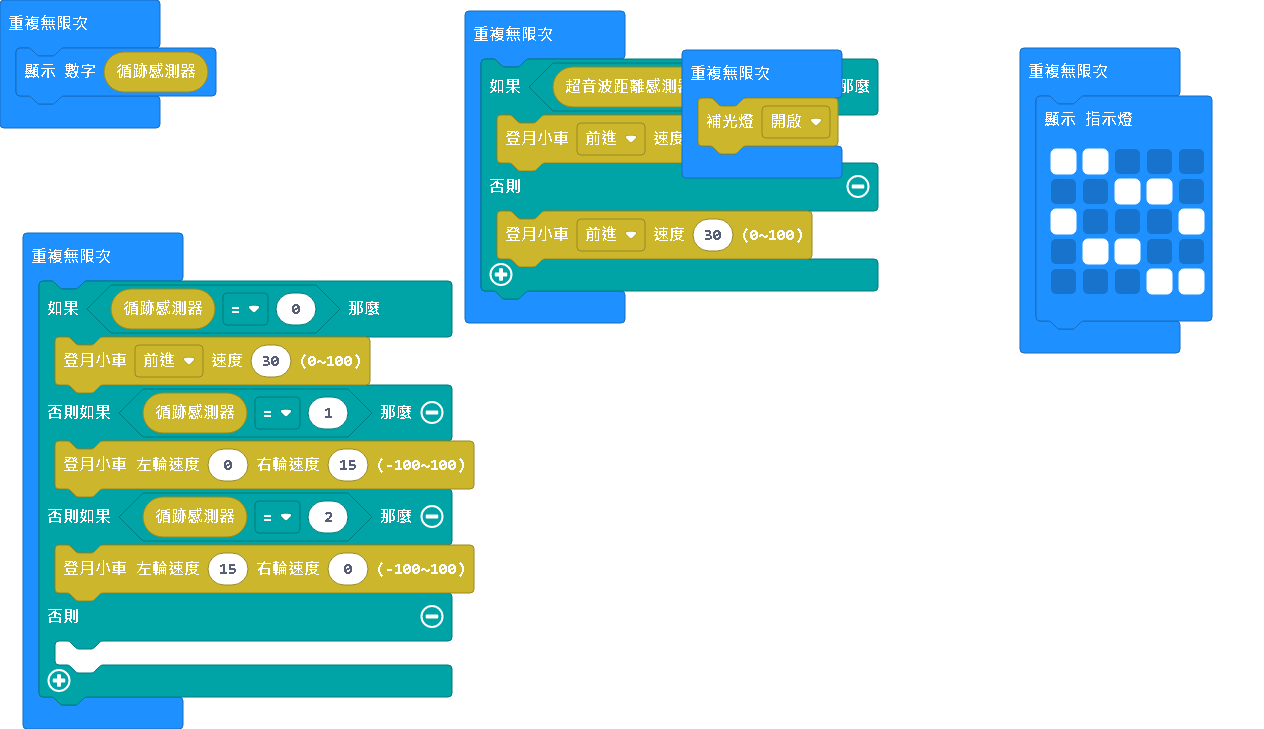 重複無限次
顯示 數字 循跡感測器
重複無限次
如果 循跡感測器 = 0 那麼
登月小車 前進 速度 30 (0~100)
否則如果 循跡感測器 = 1 那麼
登月小車 左輪速度 0 右輪速度 15 (-100~100)
否則如果 循跡感測器 = 2 那麼
登月小車 左輪速度 15 右輪速度 0 (-100~100)
否則
重複無限次
如果 超音波距離感測 那麼
登月小車 前進 速度
否則
登月小車 前進 速度 30 (0~100)
重複無限次
補光燈 開啟
重複無限次
顯示 指示燈